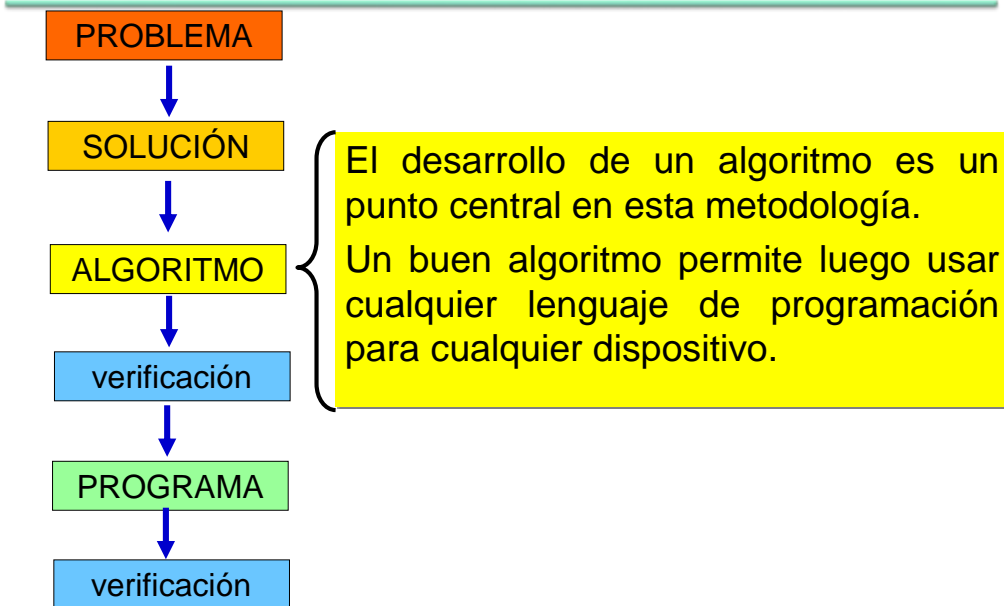 PROBLEMA
SOLUCIÓN
ALGORITMO
verificación
PROGRAMA
verificación
El desarrollo de un algoritmo es un
punto central en esta metodología.
Un buen algoritmo permite luego usar
cualquier lenguaje de programación
para cualquier dispositivo.